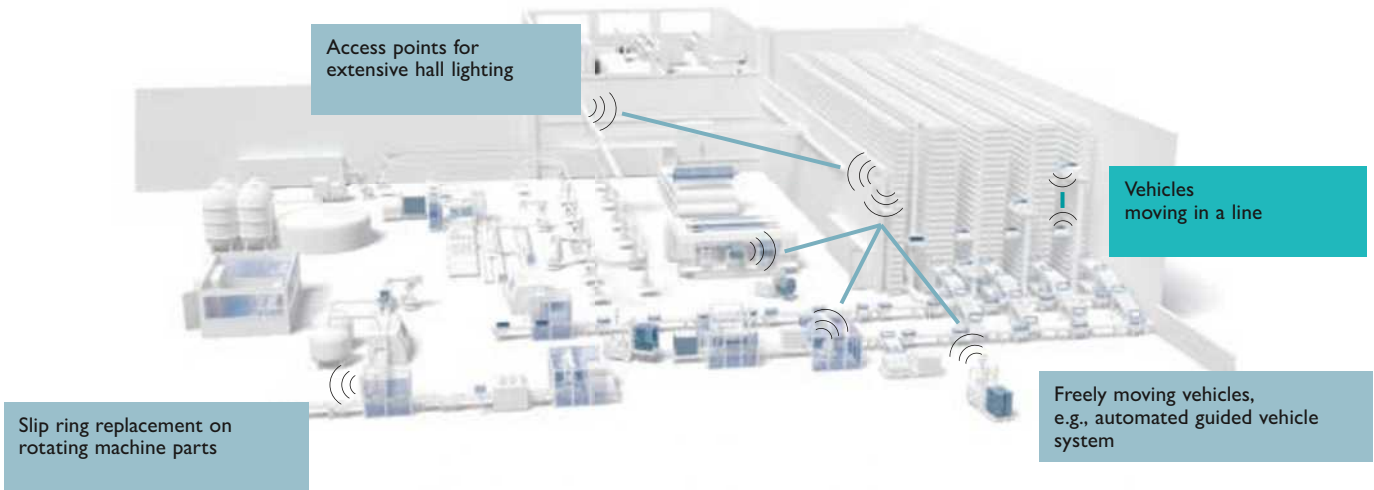 Access points for
extensive hall lighting
Vehicles
moving in a line
Freely moving vehicles,
e.g., automated guided vehicle
system
Slip ring replacement on
rotating machine parts